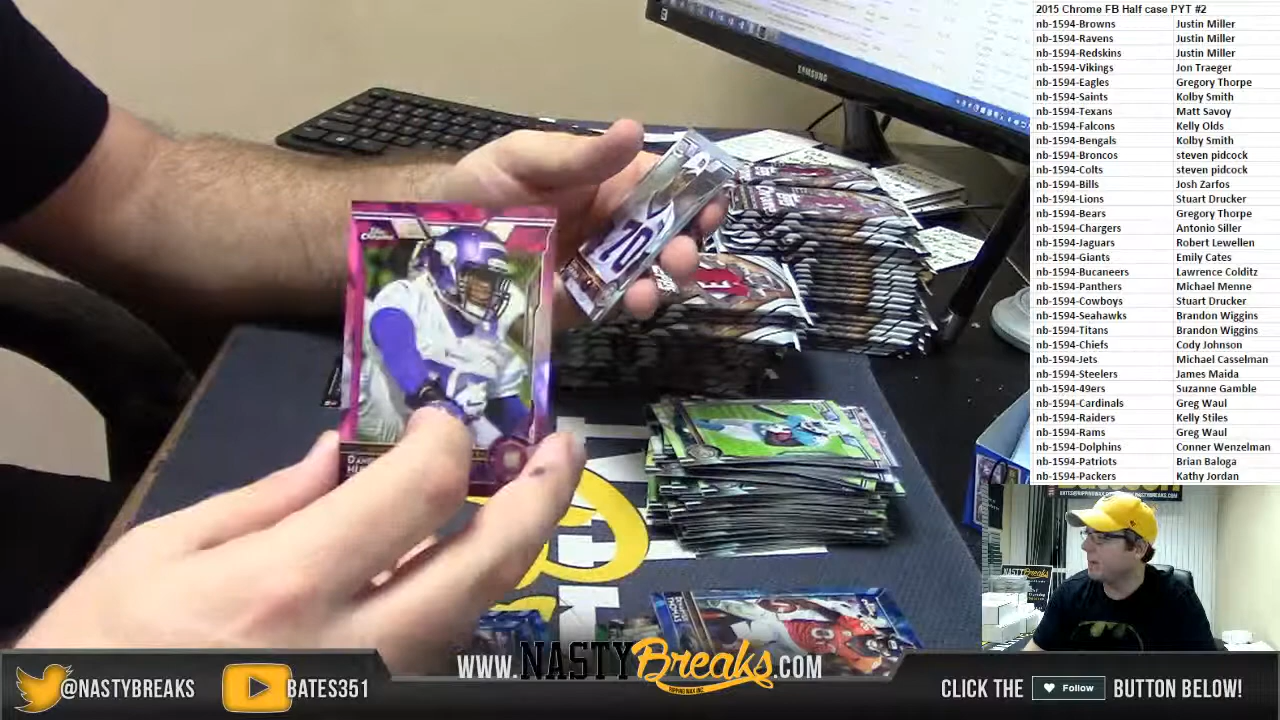 2015 Chrome FB Half case PYT #2
nb-1594-Browns Justin Miller
nb-1594-Ravens Justin Miller
nb-1594-Redskins Justin Miller
nb-1594-Vikings Jon Traeger
nb-1594-Eagles Gregory Thorpe
nb-1594-Saints Kolby Smith
nb-1594-Texans Matt Savoy
nb-1594-Falcons Kelly Olds
nb-1594-Bengals Kolby Smith
nb-1594-Broncos steven pidcock
nb-1594-Colts steven pidcock
nb-1594-Bills Josh Zarfos
nb-1594-Lions Stuart Drucker
nb-1594-Bears Gregory Thorpe
nb-1594-Chargers Antonio Siller
nb-1594-Jaguars Robert Lewellen
nb-1594-Giants Emily Cates
nb-1594-Bucaneers Lawrence Colditz
nb-1594-Panthers Michael Menne
nb-1594-Cowboys Stuart Drucker
nb-1594-Seahawks Brandon Wiggins
nb-1594-Titans Brandon Wiggins
nb-1594-Chiefs Cody Johnson
nb-1594-Jets Michael Casselman
nb-1594-Steelers James Maida
nb-1594-49ers Suzanne Gamble
nb-1594-Cardinals Greg Waul
nb-1594-Raiders Kelly Stiles
nb-1594-Rams Greg Waul
nb-1594-Dolphins Conner Wenzelman
nb-1594-Patriots Brian Baloga
nb-1594-Packers Kathy Jordan
SAMSUNG
70
@NASTYBREAKS
BATES351
WWW.NASTYBreaks.COM
RIPPING WAX INC.
CLICK THE Follow BUTTON BELOW!